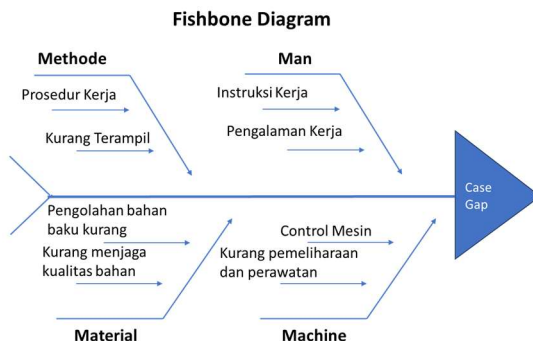 Fishbone Diagram
Methode
Man
Prosedur Kerja
Instruksi Kerja
Kurang Terampil
Pengalaman Kerja
Case
Gap
Pengolahan bahan
baku kurang
Control Mesin
Kurang menjaga
kualitas bahan
Kurang pemeliharaan
dan perawatan
Material
Machine